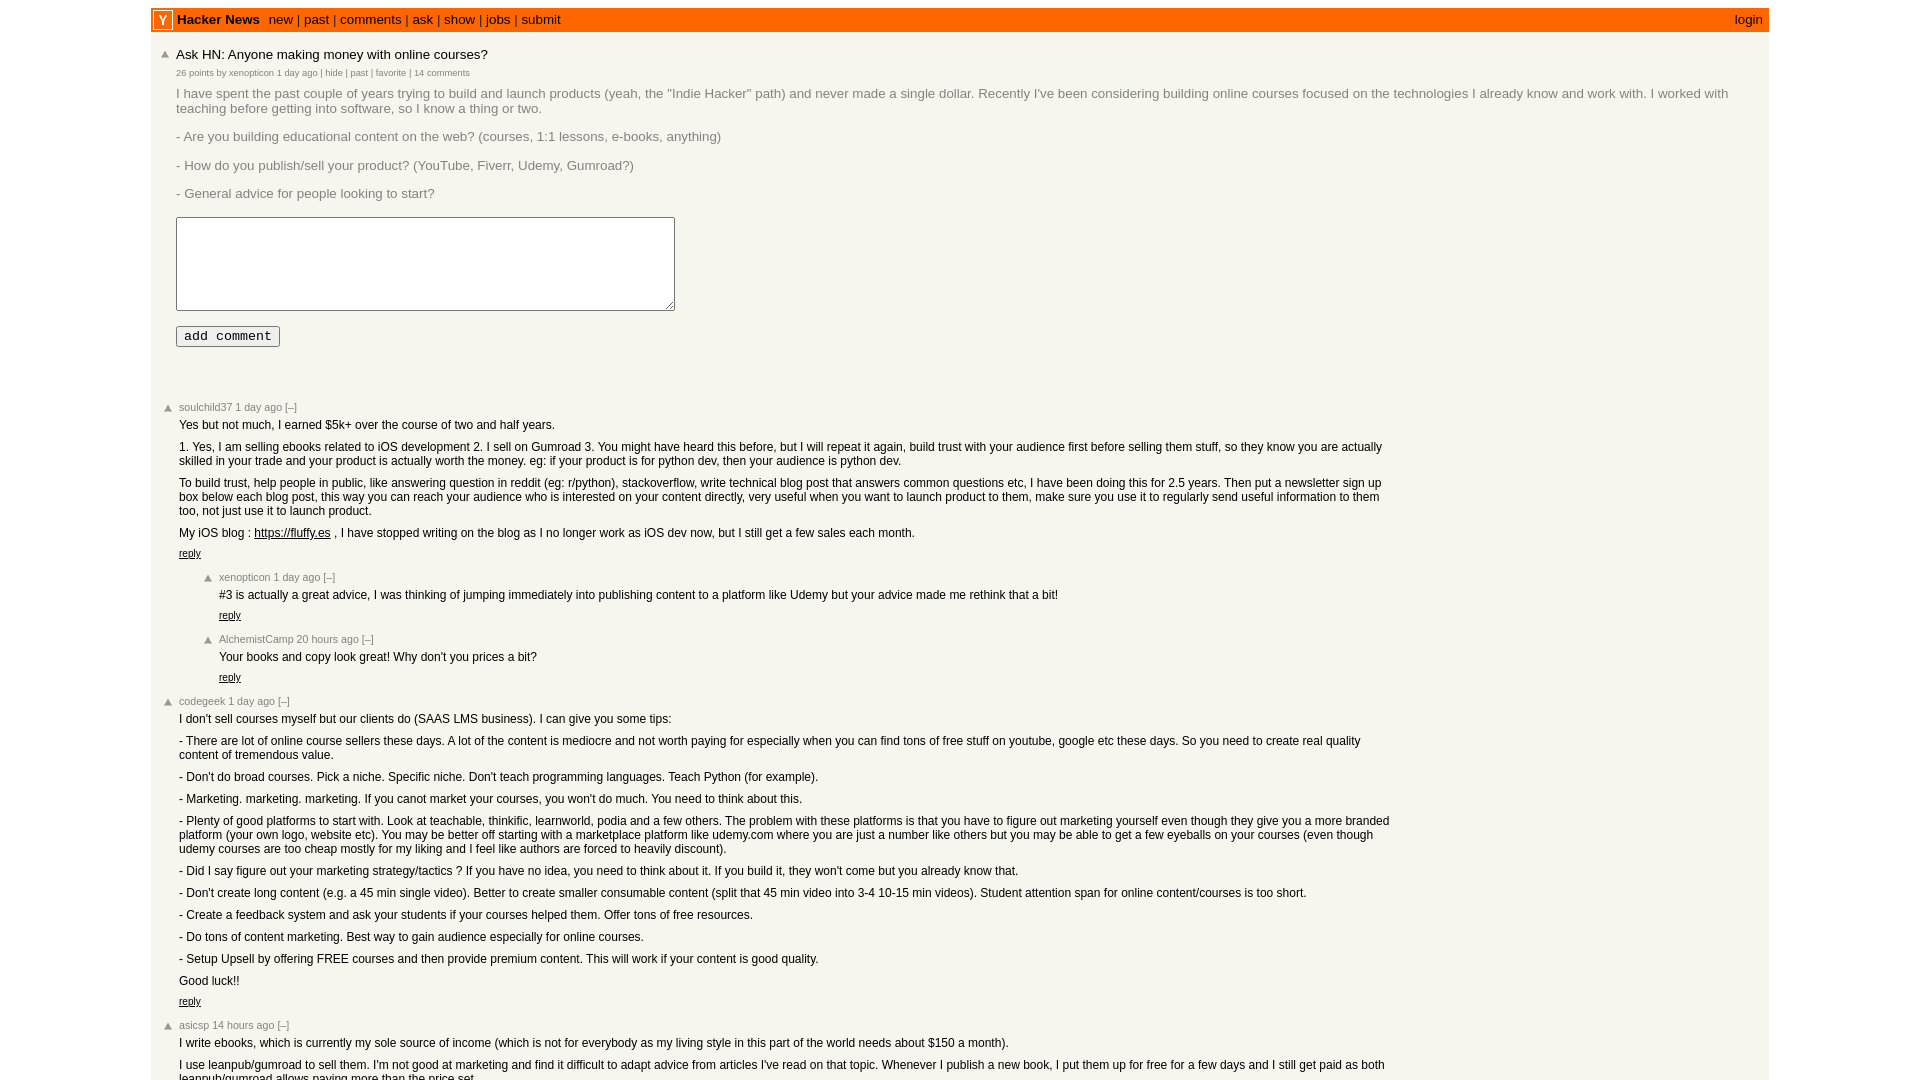 Y Hacker News new | past | comments | ask | show | jobs | submit login
Ask HN: Anyone making money with online courses?
26 points by xenopticon 1 day ago | hide | past | favorite | 14 comments
I have spent the past couple of years trying to build and launch products (yeah, the "Indie Hacker" path) and never made a single dollar. Recently I've been considering building online courses focused on the technologies I already know and work with. I worked with
teaching before getting into software, so I know a thing or two.
- Are you building educational content on the web? (courses, 1:1 lessons, e-books, anything)
- How do you publish/sell your product? (YouTube, Fiverr, Udemy, Gumroad?)
- General advice for people looking to start?
add comment
soulchild37 1 day ago [–]
Yes but not much, I earned $5k+ over the course of two and half years.
1. Yes, I am selling ebooks related to iOS development 2. I sell on Gumroad 3. You might have heard this before, but I will repeat it again, build trust with your audience first before selling them stuff, so they know you are actually
skilled in your trade and your product is actually worth the money. eg: if your product is for python dev, then your audience is python dev.
To build trust, help people in public, like answering question in reddit (eg: r/python), stackoverflow, write technical blog post that answers common questions etc, I have been doing this for 2.5 years. Then put a newsletter sign up
box below each blog post, this way you can reach your audience who is interested on your content directly, very useful when you want to launch product to them, make sure you use it to regularly send useful information to them
too, not just use it to launch product.
My iOS blog : https://fluffy.es , I have stopped writing on the blog as I no longer work as iOS dev now, but I still get a few sales each month.
reply
xenopticon 1 day ago [–]
#3 is actually a great advice, I was thinking of jumping immediately into publishing content to a platform like Udemy but your advice made me rethink that a bit!
reply
AlchemistCamp 20 hours ago [–]
Your books and copy look great! Why don't you prices a bit?
reply
codegeek 1 day ago [–]
I don't sell courses myself but our clients do (SAAS LMS business). I can give you some tips:
- There are lot of online course sellers these days. A lot of the content is mediocre and not worth paying for especially when you can find tons of free stuff on youtube, google etc these days. So you need to create real quality
content of tremendous value.
- Don't do broad courses. Pick a niche. Specific niche. Don't teach programming languages. Teach Python (for example).
- Marketing. marketing. marketing. If you canot market your courses, you won't do much. You need to think about this.
- Plenty of good platforms to start with. Look at teachable, thinkific, learnworld, podia and a few others. The problem with these platforms is that you have to figure out marketing yourself even though they give you a more branded
platform (your own logo, website etc). You may be better off starting with a marketplace platform like udemy.com where you are just a number like others but you may be able to get a few eyeballs on your courses (even though
udemy courses are too cheap mostly for my liking and I feel like authors are forced to heavily discount).
- Did I say figure out your marketing strategy/tactics ? If you have no idea, you need to think about it. If you build it, they won't come but you already know that.
- Don't create long content (e.g. a 45 min single video). Better to create smaller consumable content (split that 45 min video into 3-4 10-15 min videos). Student attention span for online content/courses is too short.
- Create a feedback system and ask your students if your courses helped them. Offer tons of free resources.
- Do tons of content marketing. Best way to gain audience especially for online courses.
- Setup Upsell by offering FREE courses and then provide premium content. This will work if your content is good quality.
Good luck!!
reply
asicsp 14 hours ago [–]
I write ebooks, which is currently my sole source of income (which is not for everybody as my living style in this part of the world needs about $150 a month).
I use leanpub/gumroad to sell them. I'm not good at marketing and find it difficult to adapt advice from articles I've read on that topic. Whenever I publish a new book, I put them up for free for a few days and I still get paid as both
leanpub/gumroad allows paying more than the price set.